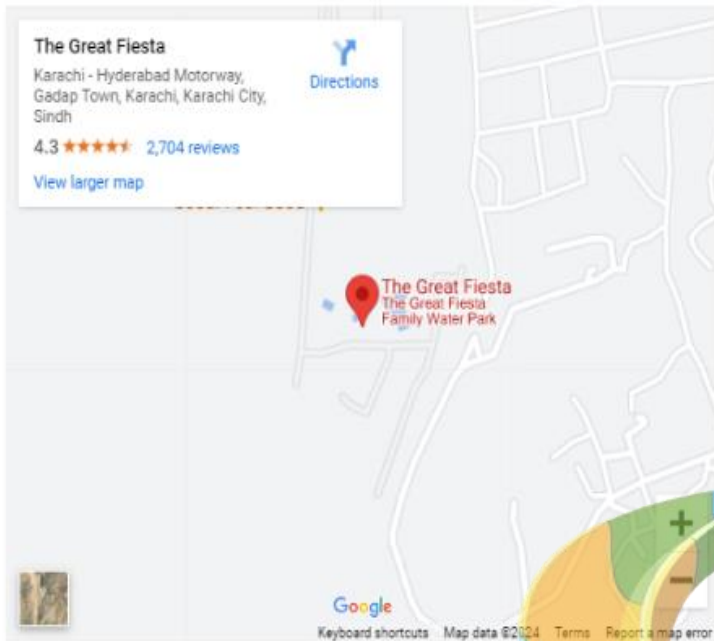 The Great Fiesta
Directions
Karachi - Hyderabad Motorway,
Gadap Town, Karachi, Karachi City,
Sindh
4.3 2,704 reviews
View larger map
The Great Fiesta
The Great Fiesta
Family Water Park
+
−
Google
Keyboard shortcuts Map data ©2024 Terms Report a map error